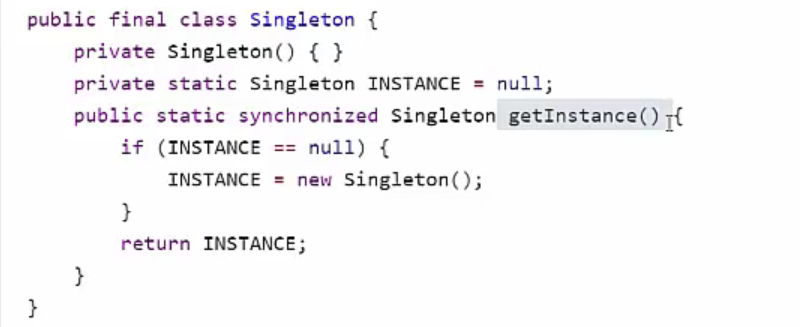 public final class Singleton {
    private Singleton() { }
    private static Singleton INSTANCE = null;
    public static synchronized Singleton getInstance() {
        if (INSTANCE == null) {
            INSTANCE = new Singleton();
        }
        return INSTANCE;
    }
}